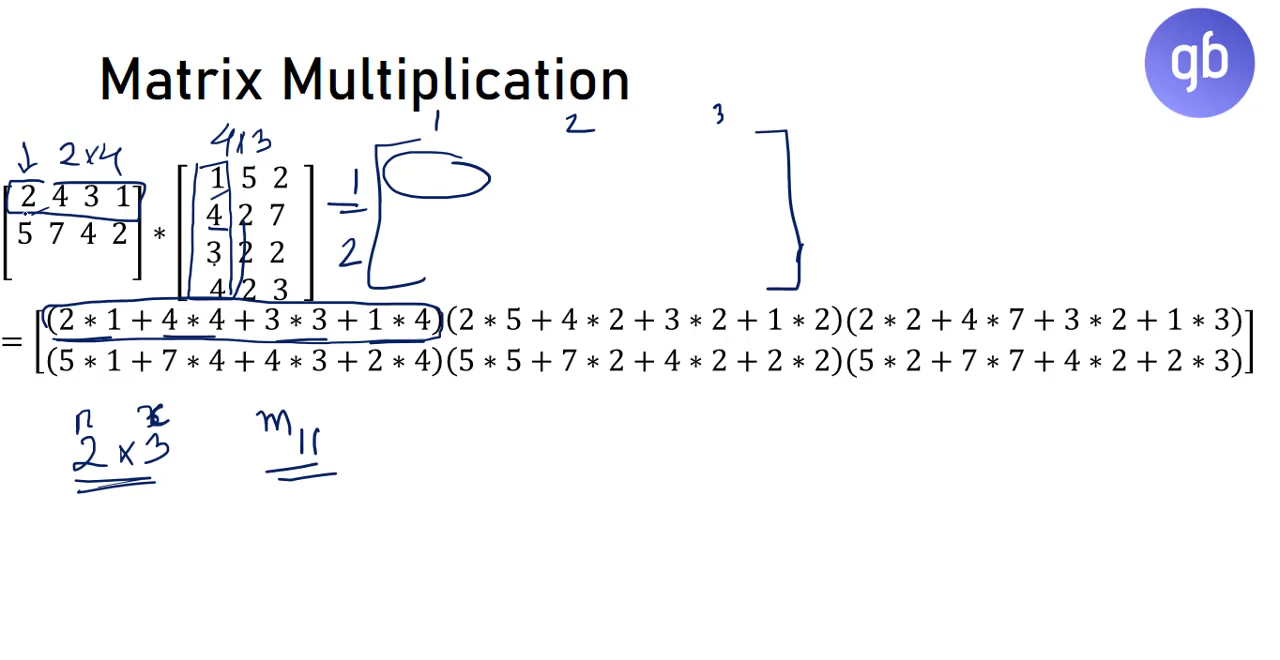 gb
Matrix Multiplication
1 2 3
↓ 2×4 4×3
2 4 3 1 1 5 2 1
5 7 4 2 * 4 2 7 2
3 2 2
4 2 3
= [(2 * 1 + 4 * 4 + 3 * 3 + 1 * 4)(2 * 5 + 4 * 2 + 3 * 2 + 1 * 2)(2 * 2 + 4 * 7 + 3 * 2 + 1 * 3)
(5 * 1 + 7 * 4 + 4 * 3 + 2 * 4)(5 * 5 + 7 * 2 + 4 * 2 + 2 * 2)(5 * 2 + 7 * 7 + 4 * 2 + 2 * 3)]
2 × 3 m11